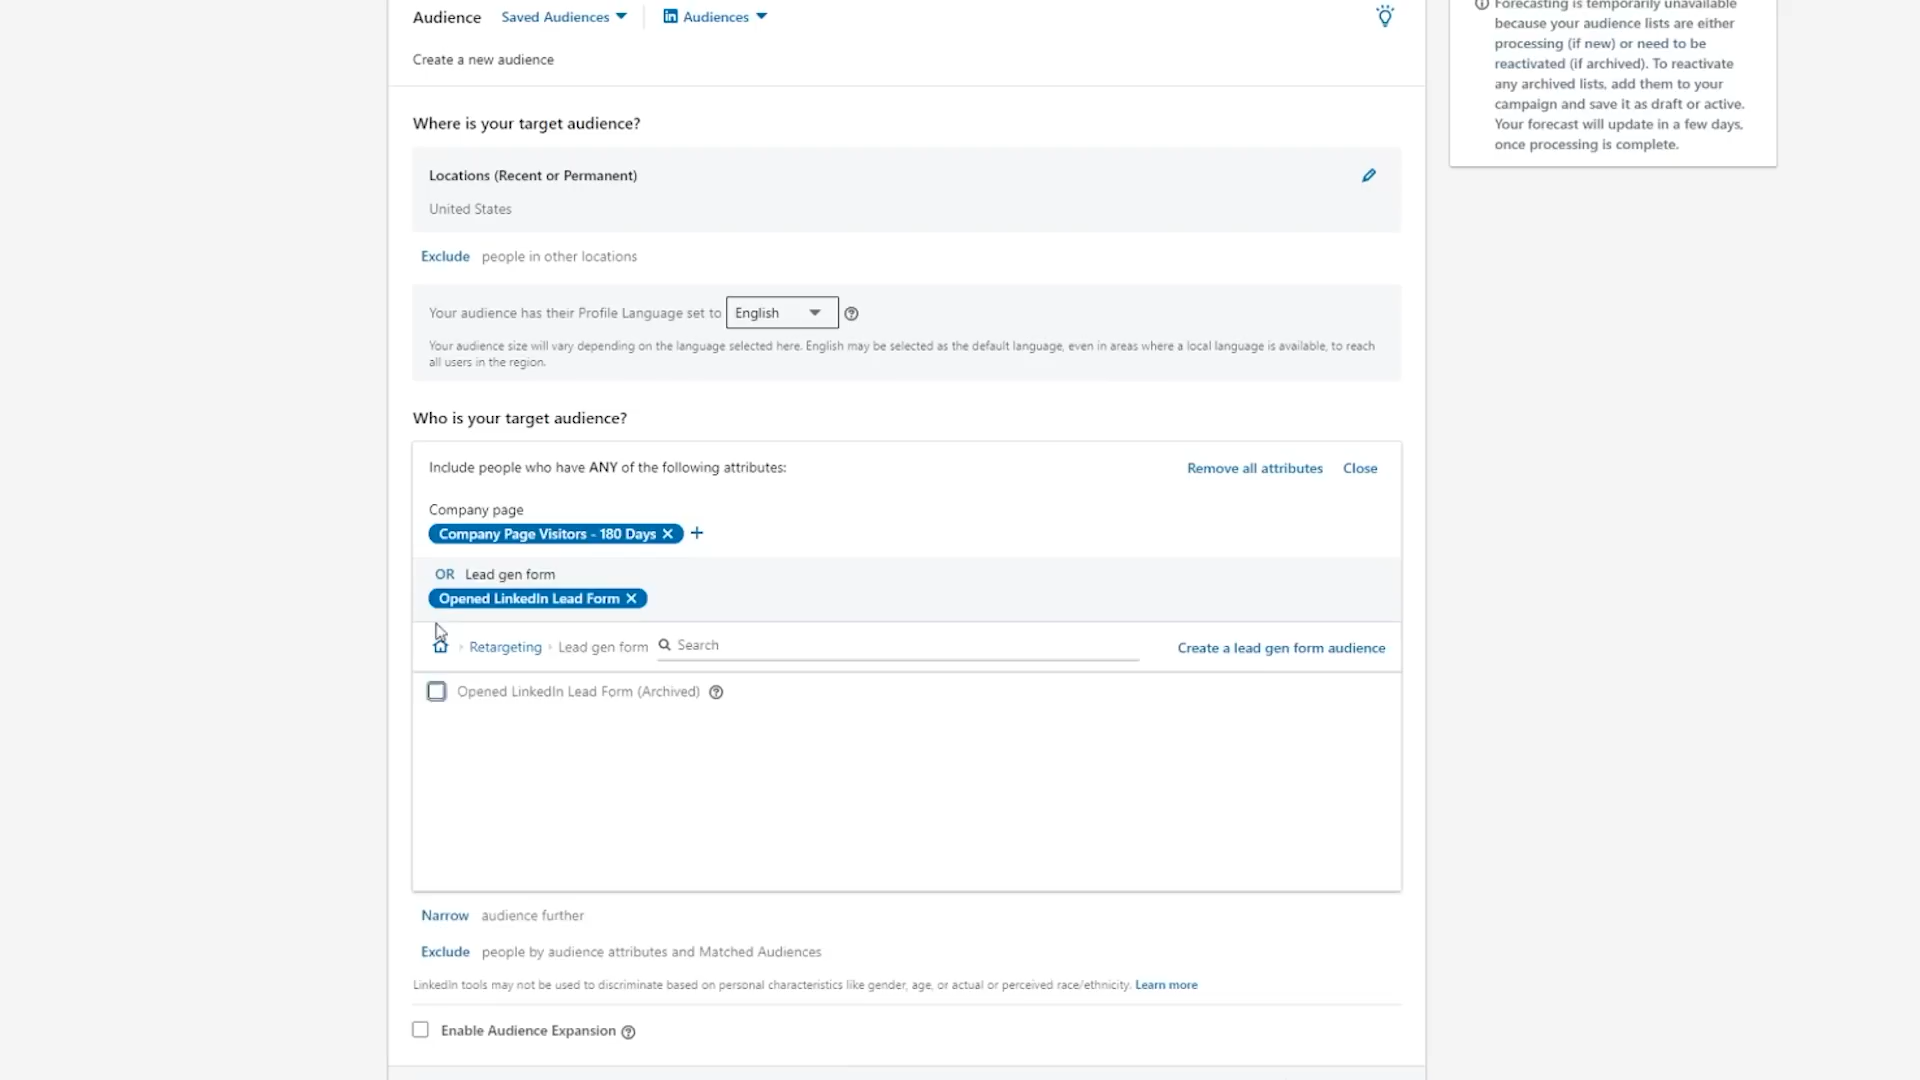 Audience Saved Audiences in Audiences
Create a new audience
Where is your target audience?
Locations (Recent or Permanent)
United States
Exclude people in other locations
Your audience has their Profile Language set to English
Your audience size will vary depending on the language selected here. English may be selected as the default language, even in areas where a local language is available, to reach
all users in the region.
Who is your target audience?
Include people who have ANY of the following attributes: Remove all attributes Close
Company page
Company Page Visitors - 180 Days
OR Lead gen form
Opened LinkedIn Lead Form
Retargeting Lead gen form Search Create a lead gen form audience
Opened LinkedIn Lead Form (Archived)
Narrow audience further
Exclude people by audience attributes and Matched Audiences
LinkedIn tools may not be used to discriminate based on personal characteristics like gender, age, or actual or perceived race/ethnicity. Learn more
Enable Audience Expansion
Forecasting is temporarily unavailable
because your audience lists are either
processing (if new) or need to be
reactivated (if archived). To reactivate
any archived lists, add them to your
campaign and save it as draft or active.
Your forecast will update in a few days,
once processing is complete.